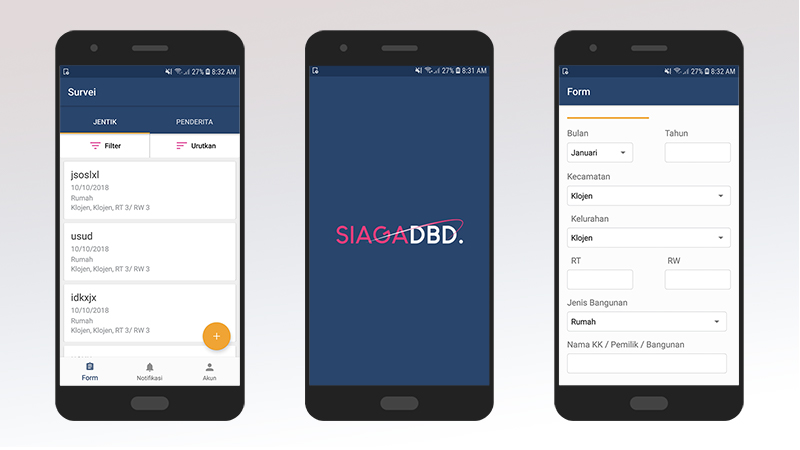 27% 8:32 AM
Survei
JENTIK PENDERITA
Filter Urutkan
jsoslxl
10/10/2018
Rumah
Klojen, Klojen, RT 3/ RW 3
usud
10/10/2018
Rumah
Klojen, Klojen, RT 3/ RW 3
idkxjx
10/10/2018
Rumah
Klojen, Klojen, RT 3/ RW 3
+
Form Notifikasi Akun
27% 8:31 AM
SIAGADBD.
27% 8:32 AM
Form
Bulan Tahun
Januari
Kecamatan
Klojen
Kelurahan
Klojen
RT RW
Jenis Bangunan
Rumah
Nama KK / Pemilik / Bangunan